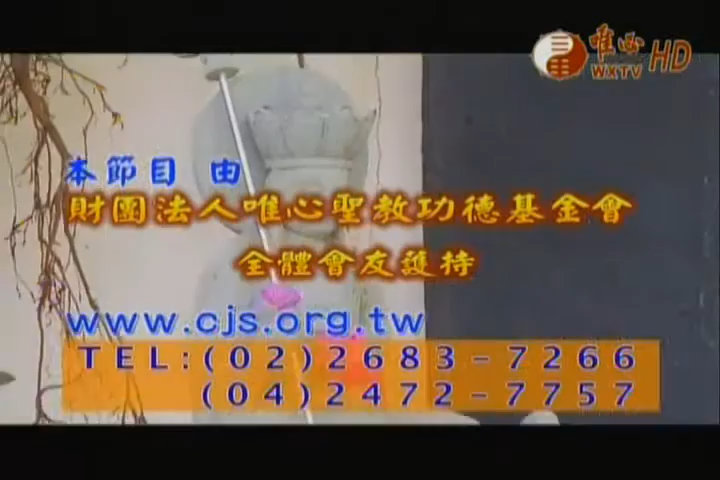 唯心
WXTV HD
本節目 由
財團法人唯心聖教功德基金會
全體會友護持
www.cjs.org.tw
TEL:(02)2683-7266
(04)2472-7757